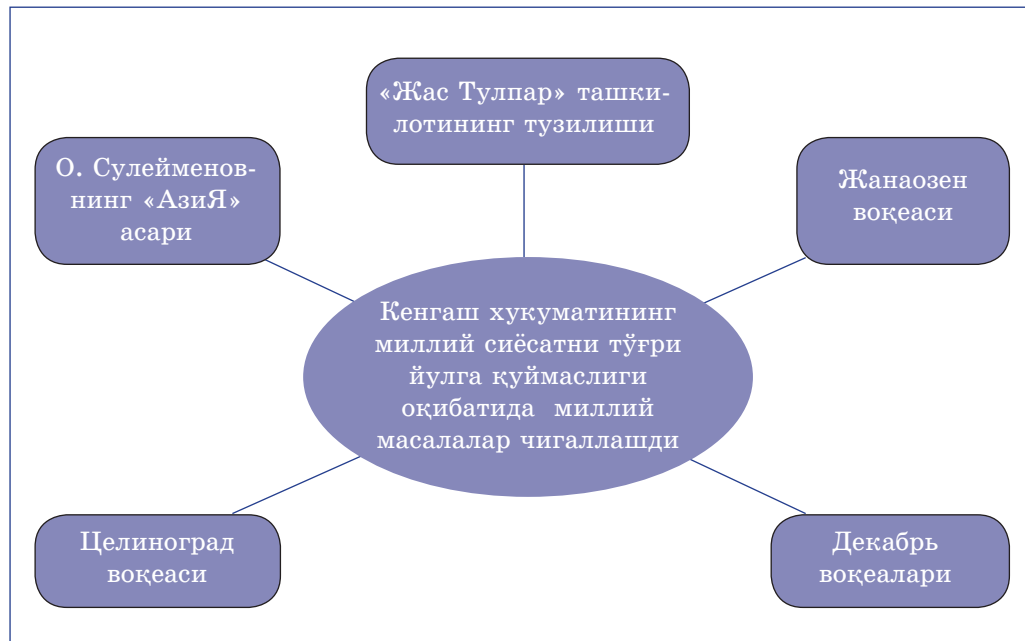 «Жас Тулпар» ташки-
лотининг тузилиши
О. Сулейменов-
нинг «АзиЯ»
асари
Жанаозен
воқеаси
Кенгаш хукуматининг
миллий сиёсатни тўғри
йулга қуймаслиги
оқибатида миллий
масалалар чигаллашди
Целиноград
воқеаси
Декабрь
воқеалари